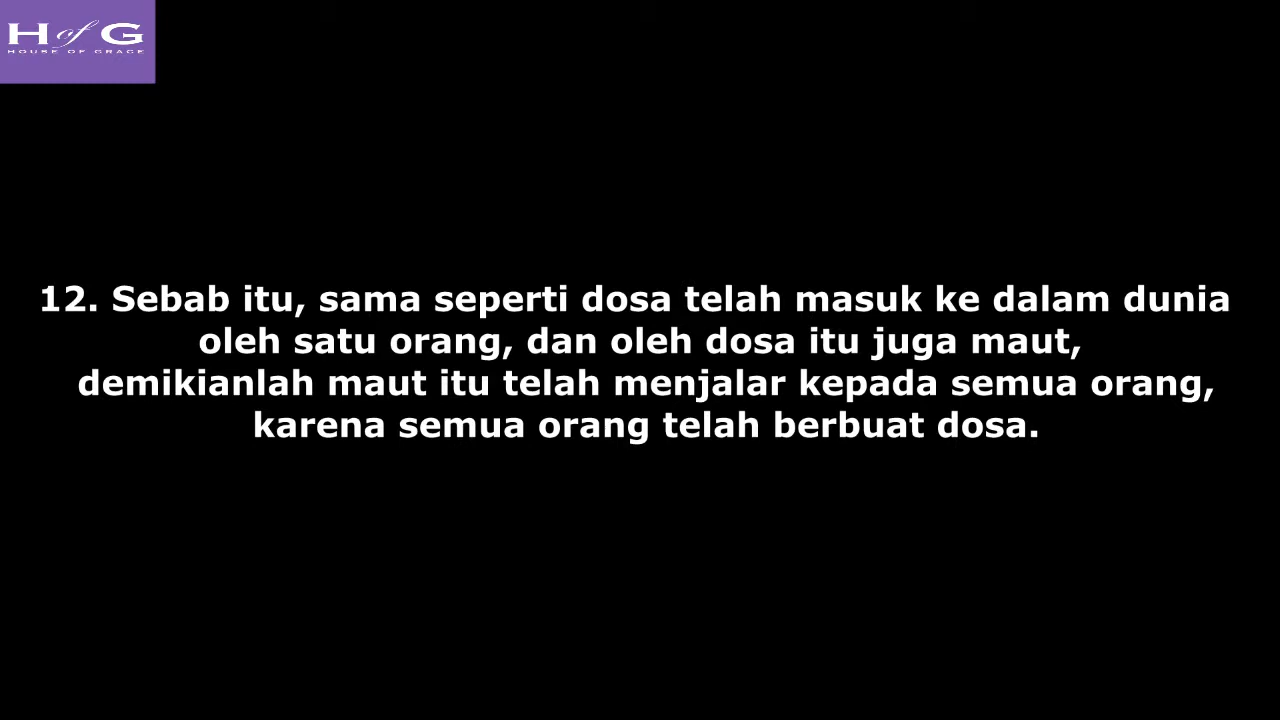 H of G
HOUSE OF GRACE
12. Sebab itu, sama seperti dosa telah masuk ke dalam dunia
oleh satu orang, dan oleh dosa itu juga maut,
demikianlah maut itu telah menjalar kepada semua orang,
karena semua orang telah berbuat dosa.